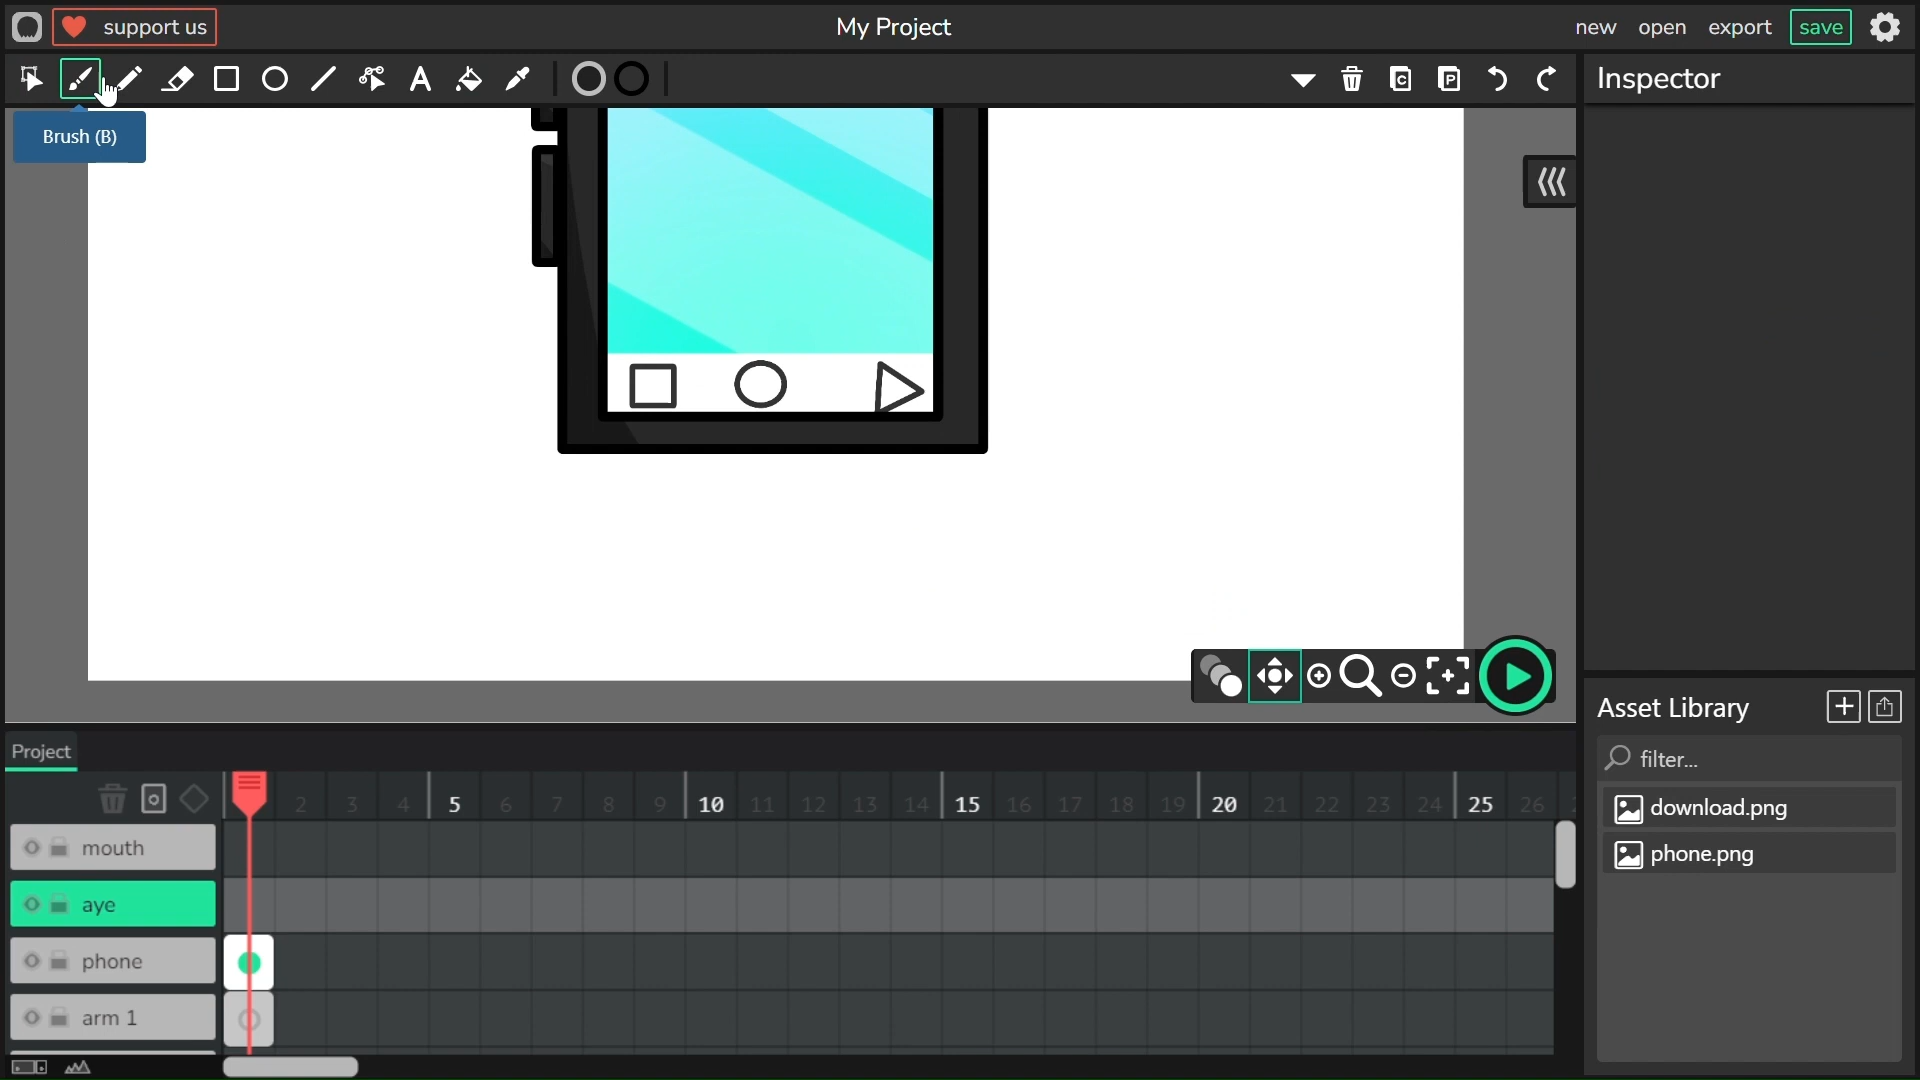 support us
My Project
new open export save
Inspector
Brush (B)
Asset Library
filter...
download.png
phone.png
Project
2 3 4 5 6 7 8 9 10 11 12 13 14 15 16 17 18 19 20 21 22 23 24 25 26
mouth
aye
phone
arm 1